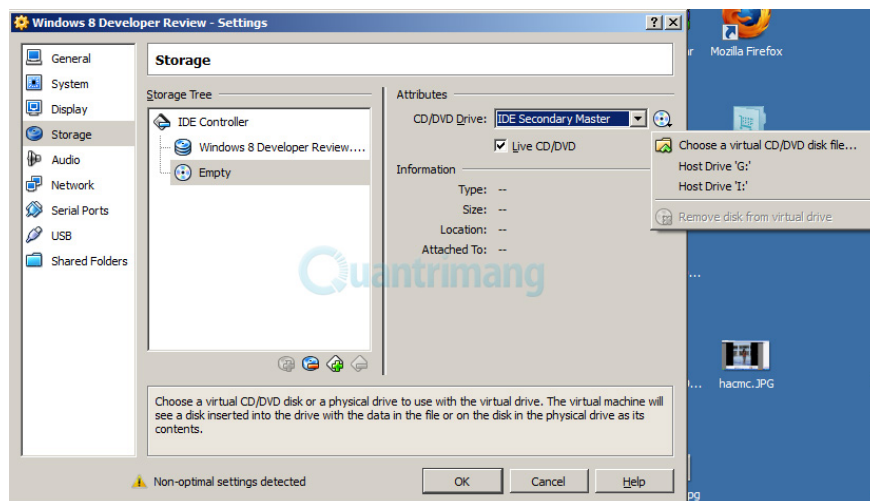 Windows 8 Developer Review - Settings
General
System
Display
Storage
Audio
Network
Serial Ports
USB
Shared Folders
Storage
Storage Tree
IDE Controller
Windows 8 Developer Review....
Empty
Attributes
CD/DVD Drive: IDE Secondary Master
Live CD/DVD
Information
Type: --
Size: --
Location: --
Attached To: --
Choose a virtual CD/DVD disk file...
Host Drive 'G:'
Host Drive 'I:'
Remove disk from virtual drive
Quantrimang
Choose a virtual CD/DVD disk or a physical drive to use with the virtual drive. The virtual machine will
see a disk inserted into the drive with the data in the file or on the disk in the physical drive as its
contents.
Non-optimal settings detected
OK
Cancel
Help
Mozilla Firefox
hacmc.JPG
pg